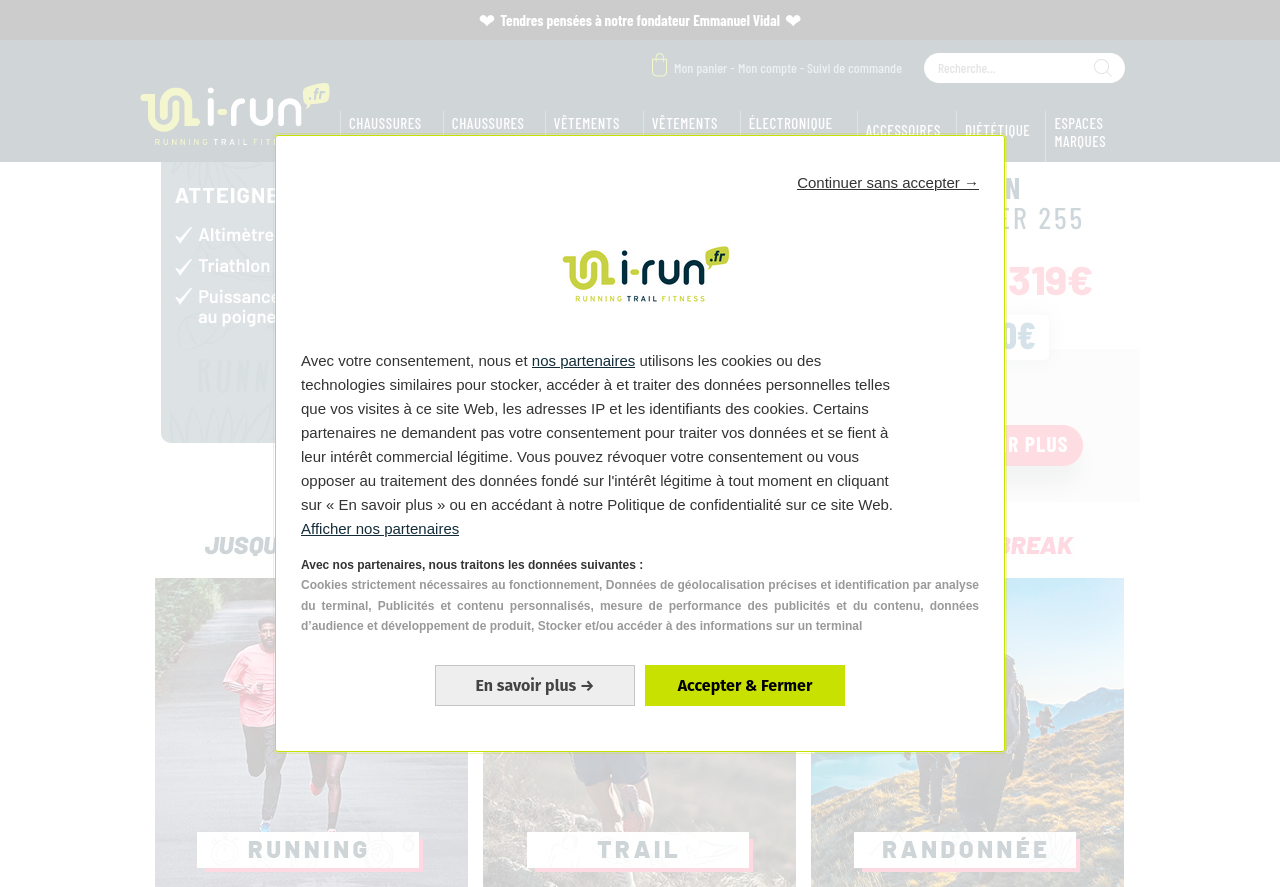 ❤ Tendres pensées à notre fondateur Emmanuel Vidal ❤
Mon panier - Mon compte - Suivi de commande
Recherche...
i-run.fr
RUNNING TRAIL FIT
CHAUSSURES
CHAUSSURES
VÊTEMENTS
VÊTEMENTS
ÉLECTRONIQUE
ACCESSOIRES
DIÉTÉTIQUE
ESPACES
MARQUES
ATTEIGNE
✓ Altimètre
✓ Triathlon
✓ Puissance
au poigne
RUNN
N
ER 255
319€
0€
R PLUS
Continuer sans accepter →
i-run.fr
RUNNING TRAIL FITNESS
Avec votre consentement, nous et nos partenaires utilisons les cookies ou des
technologies similaires pour stocker, accéder à et traiter des données personnelles telles
que vos visites à ce site Web, les adresses IP et les identifiants des cookies. Certains
partenaires ne demandent pas votre consentement pour traiter vos données et se fient à
leur intérêt commercial légitime. Vous pouvez révoquer votre consentement ou vous
opposer au traitement des données fondé sur l'intérêt légitime à tout moment en cliquant
sur « En savoir plus » ou en accédant à notre Politique de confidentialité sur ce site Web.
Afficher nos partenaires
Avec nos partenaires, nous traitons les données suivantes :
Cookies strictement nécessaires au fonctionnement, Données de géolocalisation précises et identification par analyse
du terminal, Publicités et contenu personnalisés, mesure de performance des publicités et du contenu, données
d’audience et développement de produit, Stocker et/ou accéder à des informations sur un terminal
En savoir plus →
Accepter & Fermer
JUSQU
BREAK
RUNNING
TRAIL
RANDONNÉE